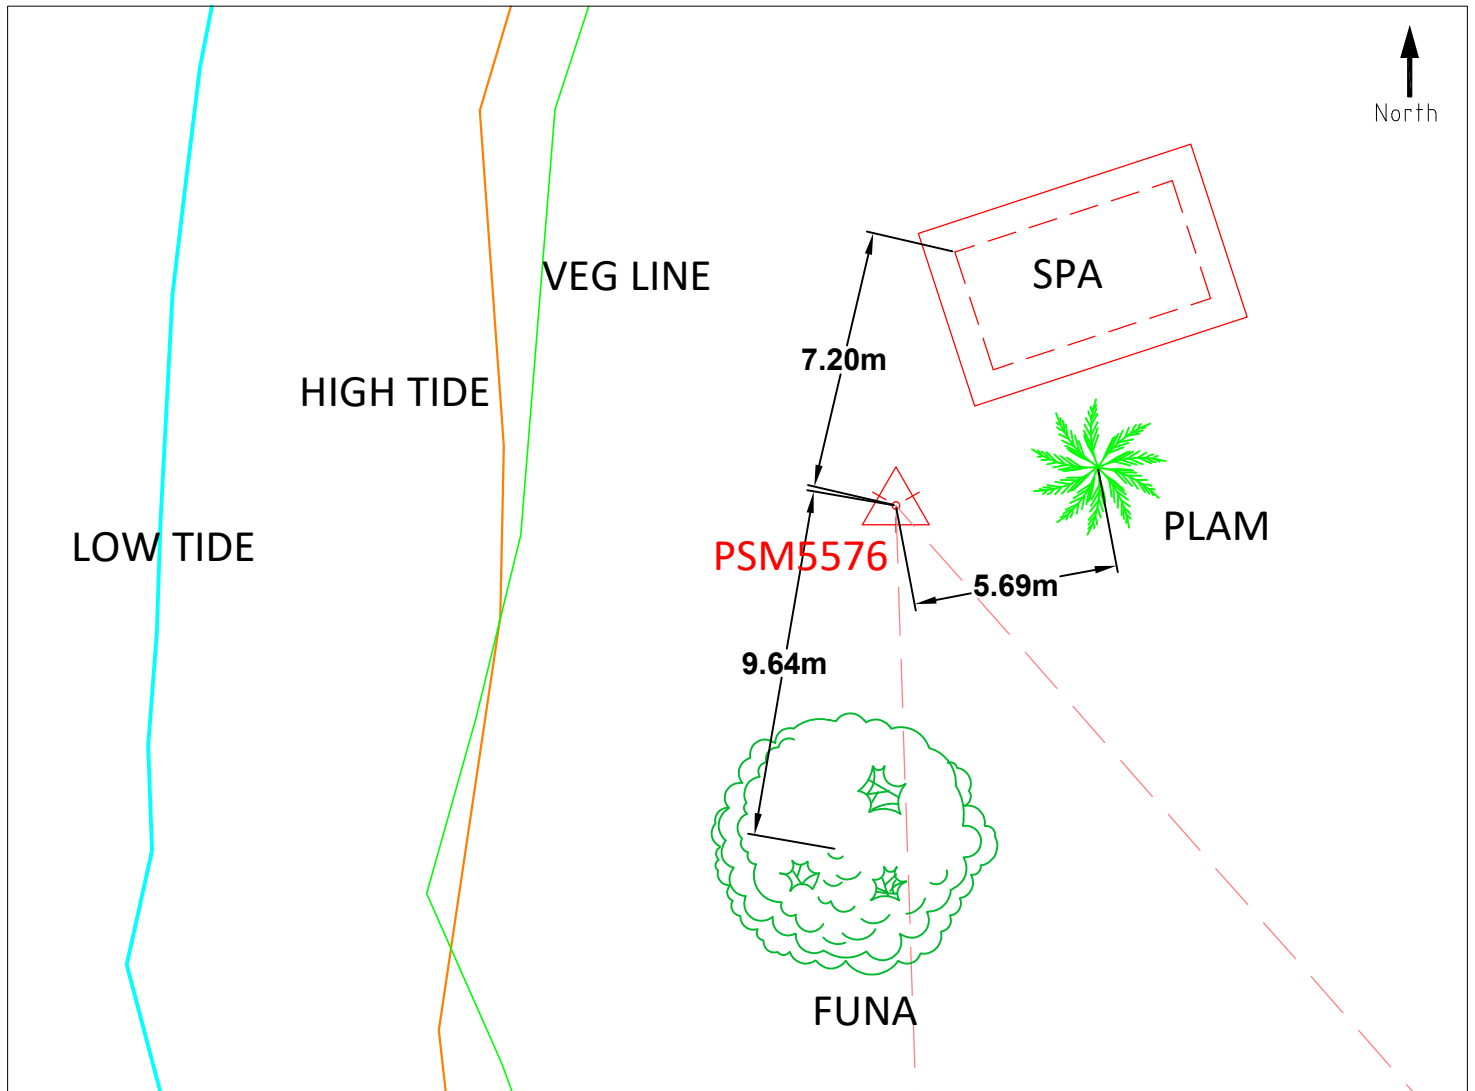 North
VEG LINE
SPA
7.20m
HIGH TIDE
PLAM
LOW TIDE
PSM5576
5.69m
9.64m
FUNA